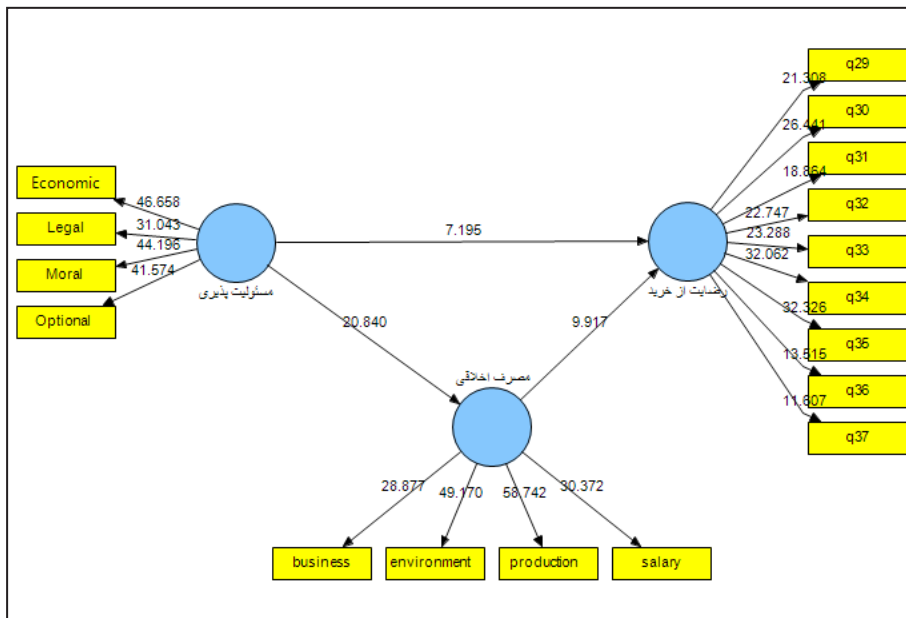 Economic
46.658
Legal
31.043
44.196
Moral
41.574
Optional
مسئولیت پذیری
7.195
20.840
9.917
رضایت از خرید
مصرف اخلاقی
q29
21.308
q30
26.441
q31
18.864
q32
22.747
q33
23.288
32.062
q34
32.326
q35
13.515
q36
11.607
q37
28.877
49.170
58.742
30.372
business
environment
production
salary